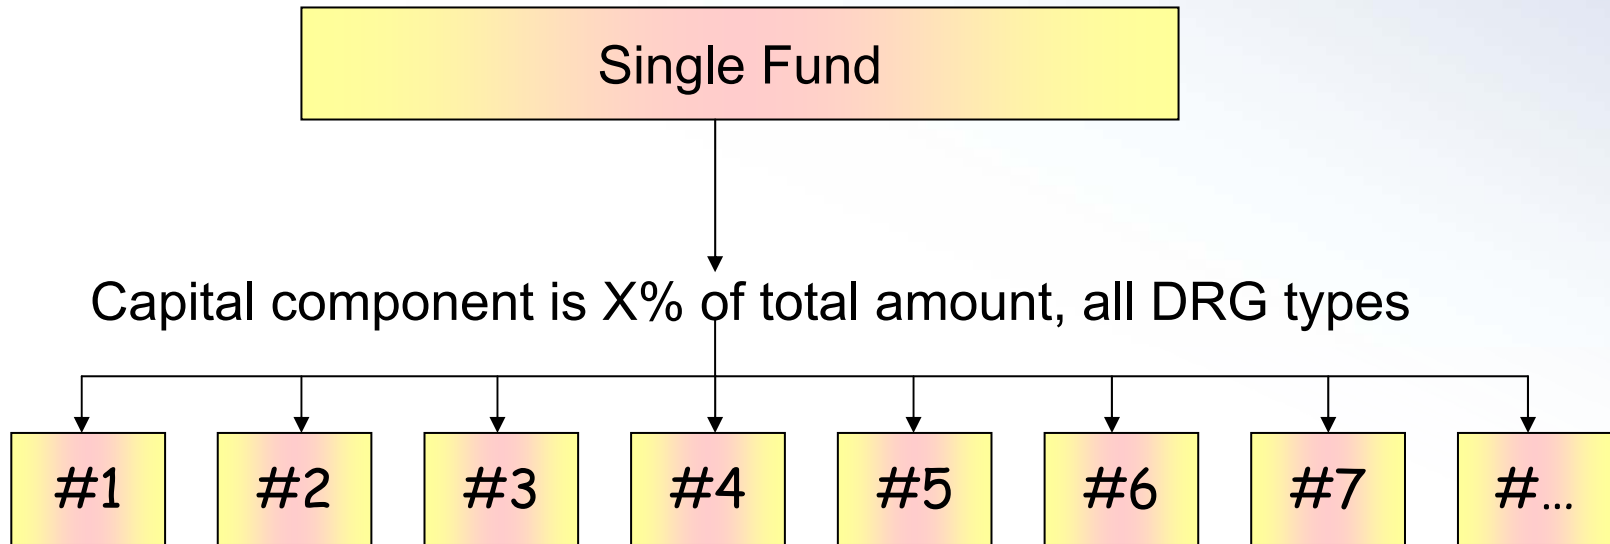 Single Fund
Capital component is X% of total amount, all DRG types
#1 #2 #3 #4 #5 #6 #7 #...